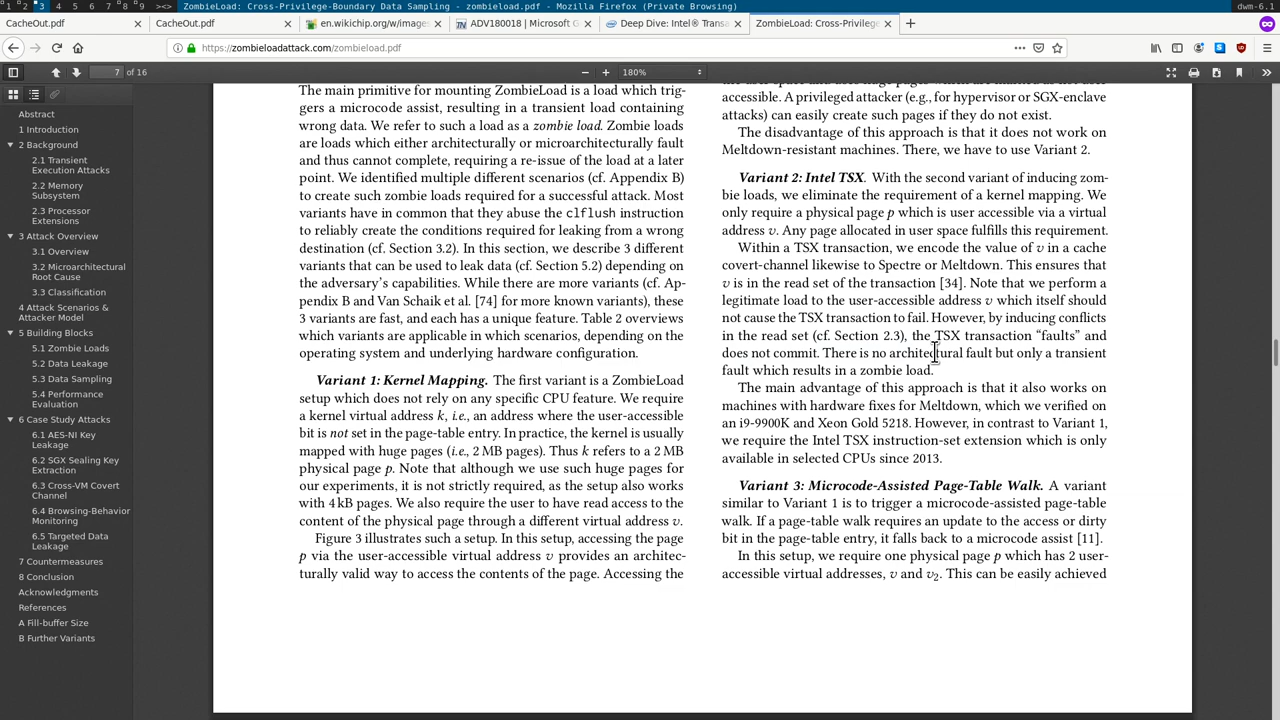 1 2 3 4 5 6 7 8 9 ><> ZombieLoad: Cross-Privilege-Boundary Data Sampling - zombieload.pdf - Mozilla Firefox (Private Browsing) dwm-6.1
CacheOut.pdf × CacheOut.pdf × en.wikichip.org/w/images × ADV180018 | Microsoft G × Deep Dive: Intel® Transa × ZombieLoad: Cross-Privilege × +
https://zombieloadattack.com/zombieload.pdf
7 of 16 − + 180%
Abstract
1 Introduction
2 Background
2.1 Transient
Execution Attacks
2.2 Memory
Subsystem
2.3 Processor
Extensions
3 Attack Overview
3.1 Overview
3.2 Microarchitectural
Root Cause
3.3 Classification
4 Attack Scenarios &
Attacker Model
5 Building Blocks
5.1 Zombie Loads
5.2 Data Leakage
5.3 Data Sampling
5.4 Performance
Evaluation
6 Case Study Attacks
6.1 AES-NI Key
Leakage
6.2 SGX Sealing Key
Extraction
6.3 Cross-VM Covert
Channel
6.4 Browsing-Behavior
Monitoring
6.5 Targeted Data
Leakage
7 Countermeasures
8 Conclusion
Acknowledgments
References
A Fill-buffer Size
B Further Variants
The main primitive for mounting ZombieLoad is a load which trig-
gers a microcode assist, resulting in a transient load containing
wrong data. We refer to such a load as a zombie load. Zombie loads
are loads which either architecturally or microarchitecturally fault
and thus cannot complete, requiring a re-issue of the load at a later
point. We identified multiple different scenarios (cf. Appendix B)
to create such zombie loads required for a successful attack. Most
variants have in common that they abuse the clflush instruction
to reliably create the conditions required for leaking from a wrong
destination (cf. Section 3.2). In this section, we describe 3 different
variants that can be used to leak data (cf. Section 5.2) depending on
the adversary's capabilities. While there are more variants (cf. Ap-
pendix B and Van Schaik et al. [74] for more known variants), these
3 variants are fast, and each has a unique feature. Table 2 overviews
which variants are applicable in which scenarios, depending on the
operating system and underlying hardware configuration.
Variant 1: Kernel Mapping. The first variant is a ZombieLoad
setup which does not rely on any specific CPU feature. We require
a kernel virtual address k, i.e., an address where the user-accessible
bit is not set in the page-table entry. In practice, the kernel is usually
mapped with huge pages (i.e., 2 MB pages). Thus k refers to a 2 MB
physical page p. Note that although we use such huge pages for
our experiments, it is not strictly required, as the setup also works
with 4 kB pages. We also require the user to have read access to the
content of the physical page through a different virtual address v.
Figure 3 illustrates such a setup. In this setup, accessing the page
p via the user-accessible virtual address v provides an architec-
turally valid way to access the contents of the page. Accessing the
accessible. A privileged attacker (e.g., for hypervisor or SGX-enclave
attacks) can easily create such pages if they do not exist.
The disadvantage of this approach is that it does not work on
Meltdown-resistant machines. There, we have to use Variant 2.
Variant 2: Intel TSX. With the second variant of inducing zom-
bie loads, we eliminate the requirement of a kernel mapping. We
only require a physical page p which is user accessible via a virtual
address v. Any page allocated in user space fulfills this requirement.
Within a TSX transaction, we encode the value of v in a cache
covert-channel likewise to Spectre or Meltdown. This ensures that
v is in the read set of the transaction [34]. Note that we perform a
legitimate load to the user-accessible address v which itself should
not cause the TSX transaction to fail. However, by inducing conflicts
in the read set (cf. Section 2.3), the TSX transaction “faults” and
does not commit. There is no architectural fault but only a transient
fault which results in a zombie load.
The main advantage of this approach is that it also works on
machines with hardware fixes for Meltdown, which we verified on
an i9-9900K and Xeon Gold 5218. However, in contrast to Variant 1,
we require the Intel TSX instruction-set extension which is only
available in selected CPUs since 2013.
Variant 3: Microcode-Assisted Page-Table Walk. A variant
similar to Variant 1 is to trigger a microcode-assisted page-table
walk. If a page-table walk requires an update to the access or dirty
bit in the page-table entry, it falls back to a microcode assist [11].
In this setup, we require one physical page p which has 2 user-
accessible virtual addresses, v and v2. This can be easily achieved